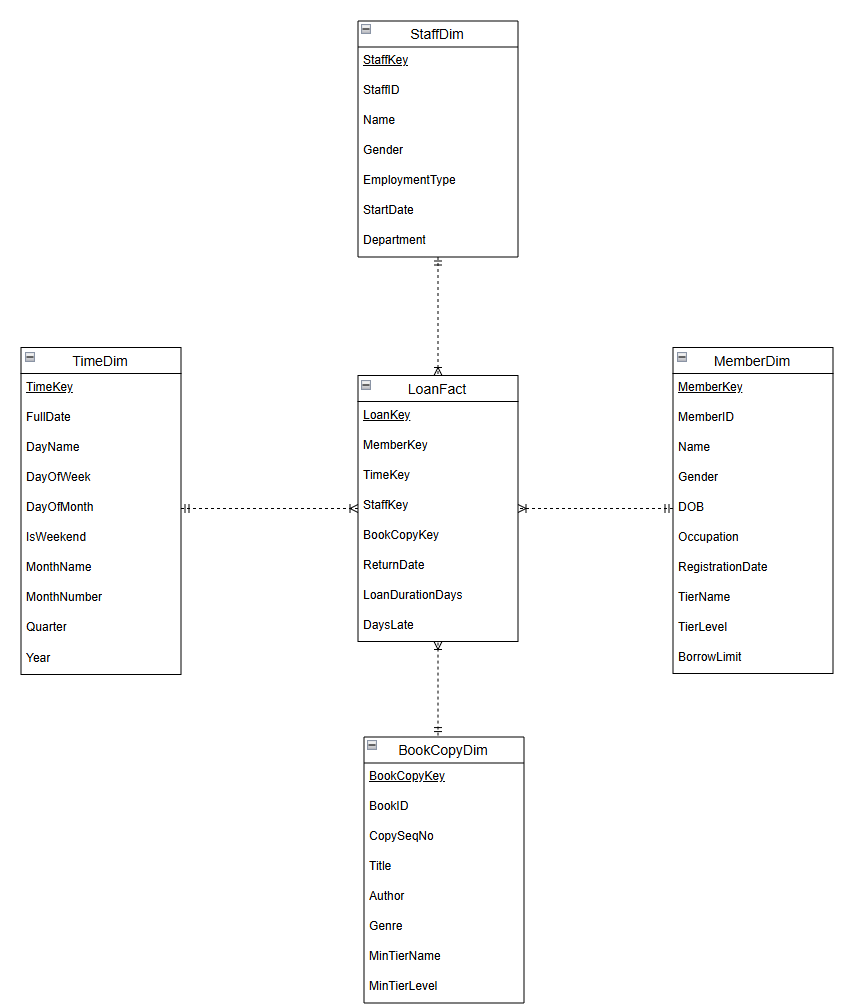 StaffDim
StaffKey
StaffID
Name
Gender
EmploymentType
StartDate
Department
TimeDim
TimeKey
FullDate
DayName
DayOfWeek
DayOfMonth
IsWeekend
MonthName
MonthNumber
Quarter
Year
LoanFact
LoanKey
MemberKey
TimeKey
StaffKey
BookCopyKey
ReturnDate
LoanDurationDays
DaysLate
MemberDim
MemberKey
MemberID
Name
Gender
DOB
Occupation
RegistrationDate
TierName
TierLevel
BorrowLimit
BookCopyDim
BookCopyKey
BookID
CopySeqNo
Title
Author
Genre
MinTierName
MinTierLevel